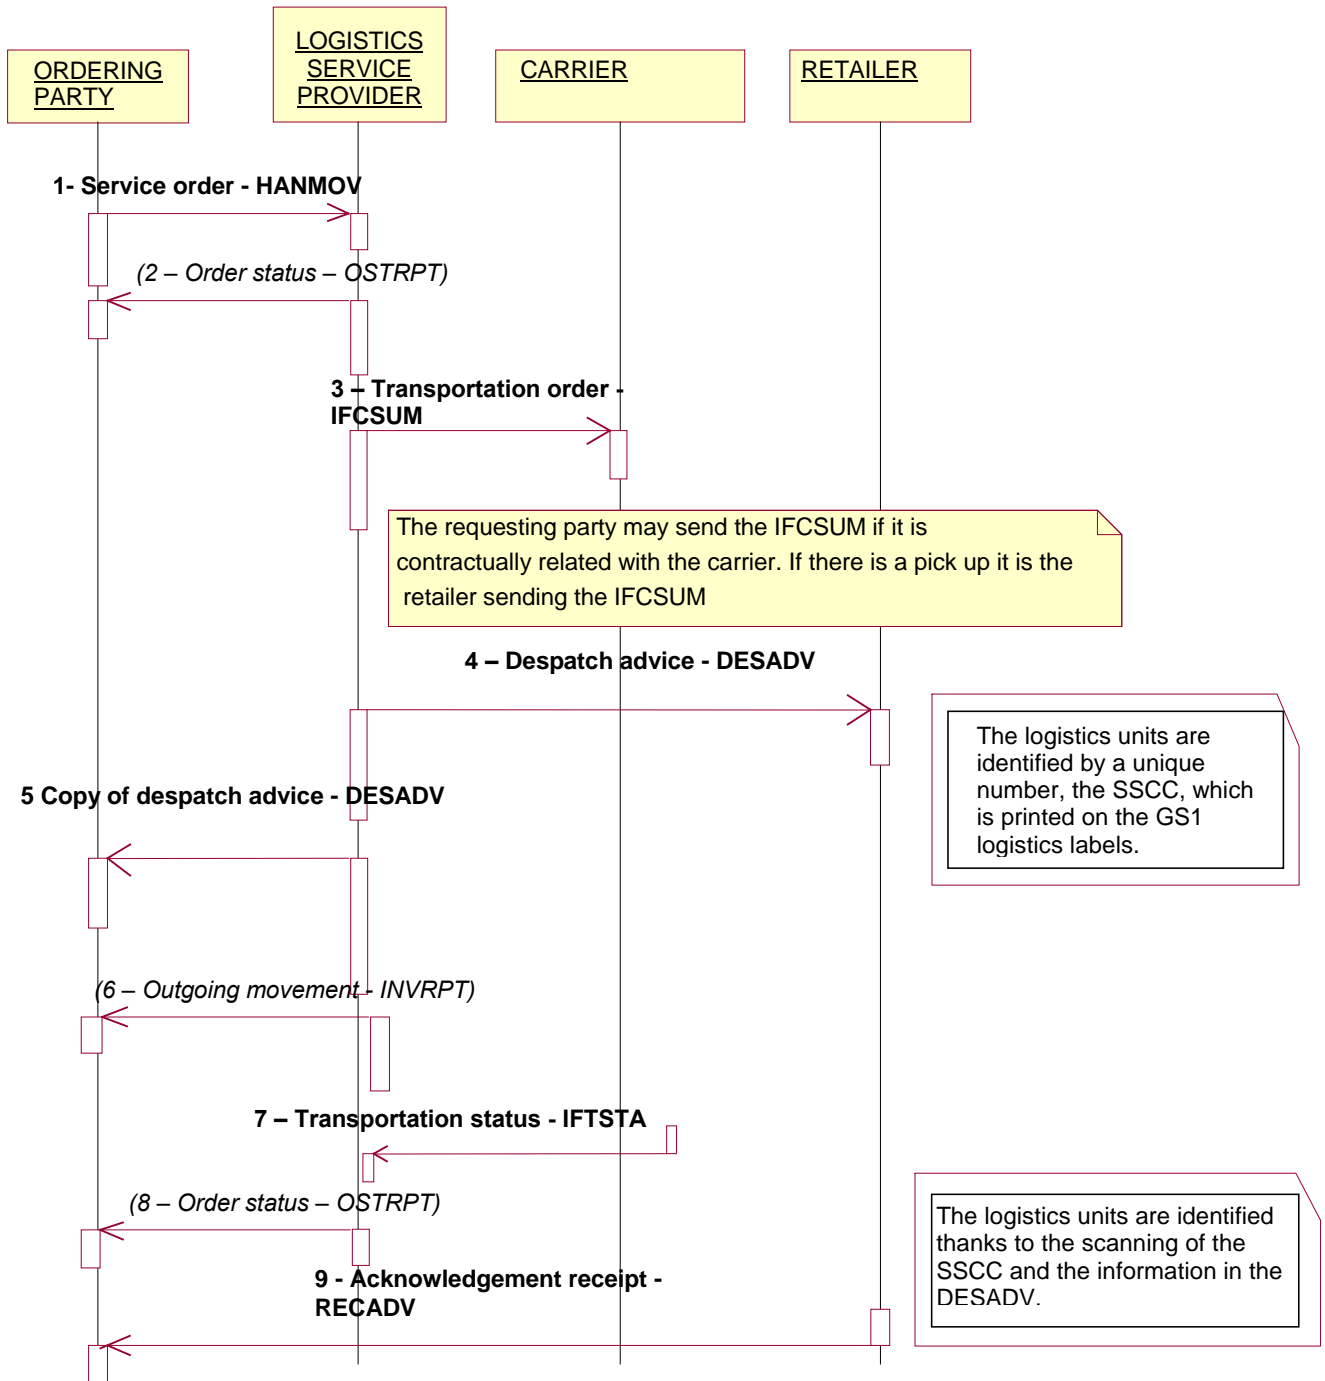 ORDERING
PARTY
LOGISTICS
SERVICE
PROVIDER
CARRIER
RETAILER
1- Service order - HANMOV
(2 – Order status – OSTRPT)
3 – Transportation order -
IFCSUM
The requesting party may send the IFCSUM if it is
contractually related with the carrier. If there is a pick up it is the
retailer sending the IFCSUM
4 – Despatch advice - DESADV
The logistics units are
identified by a unique
number, the SSCC, which
is printed on the GS1
logistics labels.
5 Copy of despatch advice - DESADV
(6 – Outgoing movement - INVRPT)
7 – Transportation status - IFTSTA
(8 – Order status – OSTRPT)
The logistics units are identified
thanks to the scanning of the
SSCC and the information in the
DESADV.
9 - Acknowledgement receipt -
RECADV